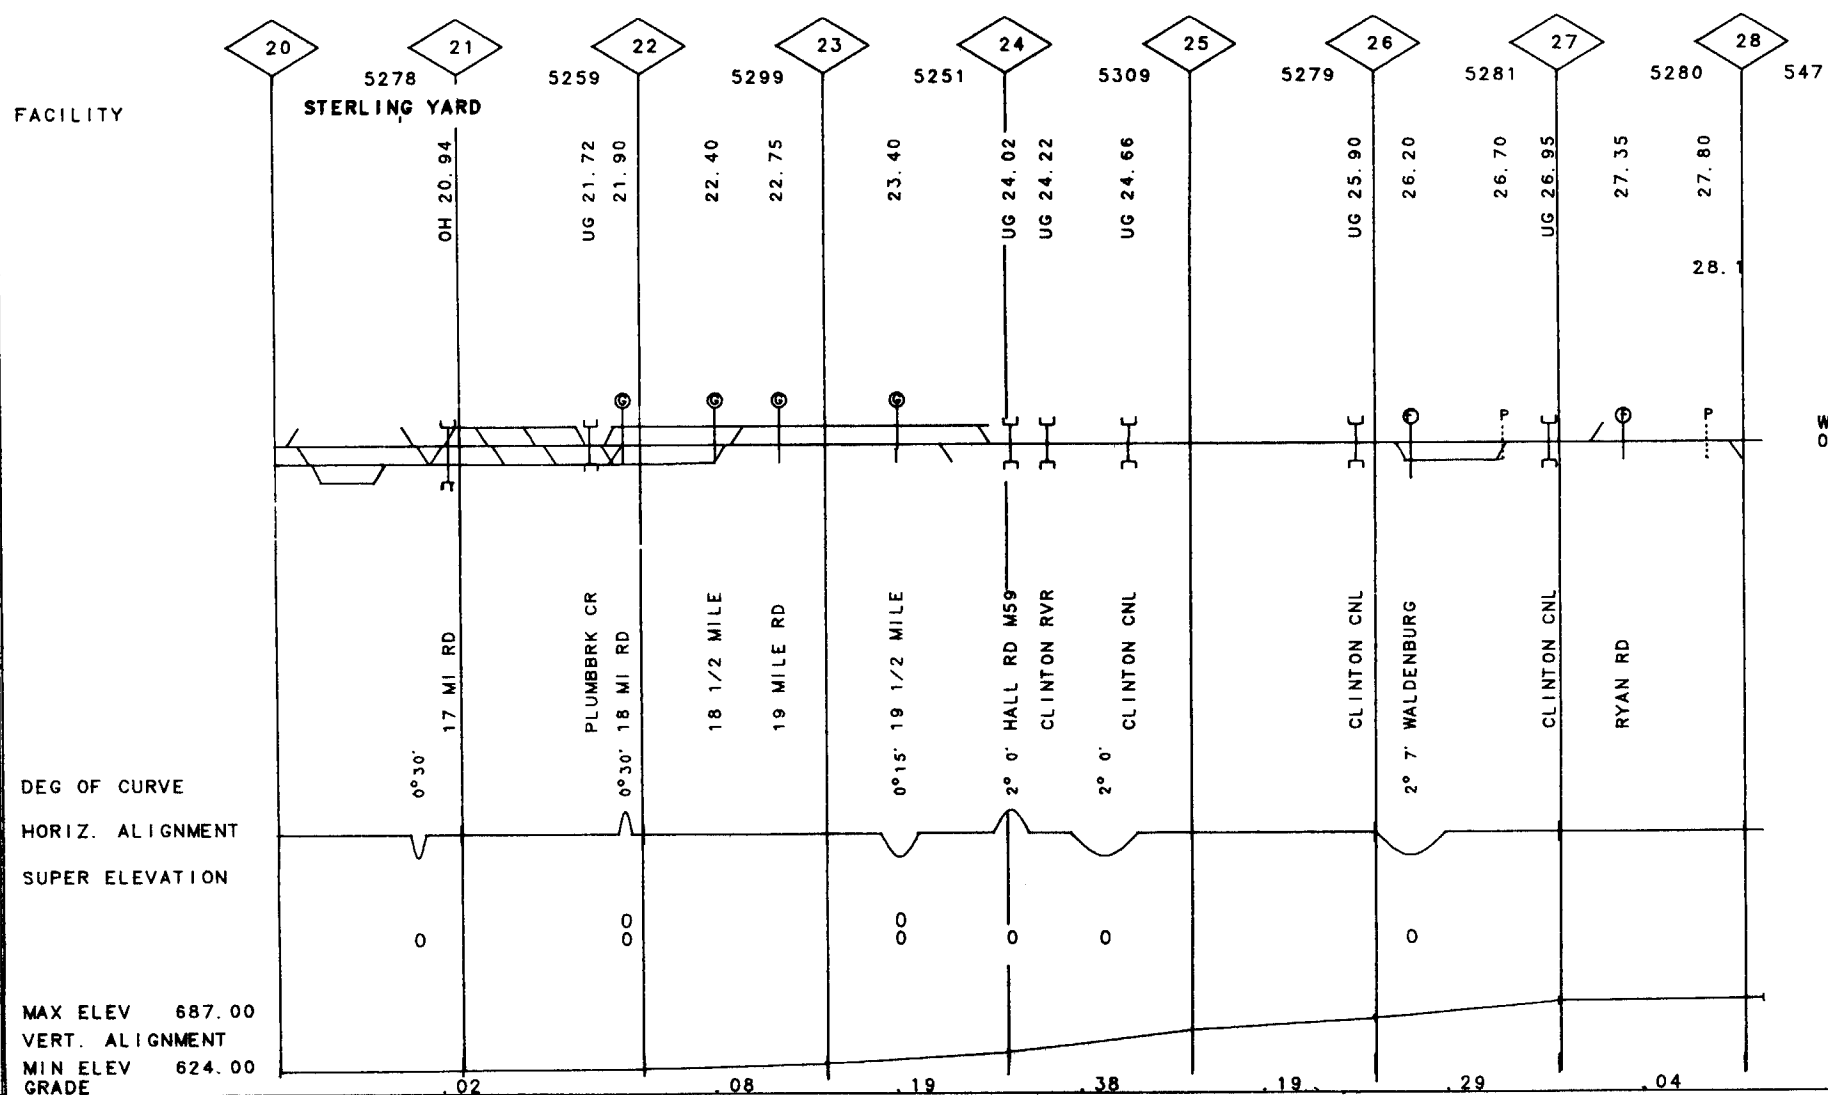 20 21 22 23 24 25 26 27 28
5278 5259 5299 5251 5309 5279 5281 5280 547
FACILITY
STERLING YARD
OH 20.94
UG 21.72
21.90
22.40
22.75
23.40
UG 24.02
UG 24.22
UG 24.66
UG 25.90
26.20
26.70
UG 26.95
27.35
27.80
28.1
G G G G F P F P
W
0
17 MI RD
PLUMBBRK CR
18 MI RD
18 1/2 MILE
19 MILE RD
19 1/2 MILE
HALL RD M59
CLINTON RVR
CLINTON CNL
CLINTON CNL
WALDENBURG
CLINTON CNL
RYAN RD
DEG OF CURVE
0°30' 0°30' 0°15' 2° 0' 2° 0' 2° 7'
HORIZ. ALIGNMENT
SUPER ELEVATION
0 0
0 0 0 0 0 0
MAX ELEV 687.00
VERT. ALIGNMENT
MIN ELEV 624.00
GRADE .02 .08 .19 .38 .19 .29 .04